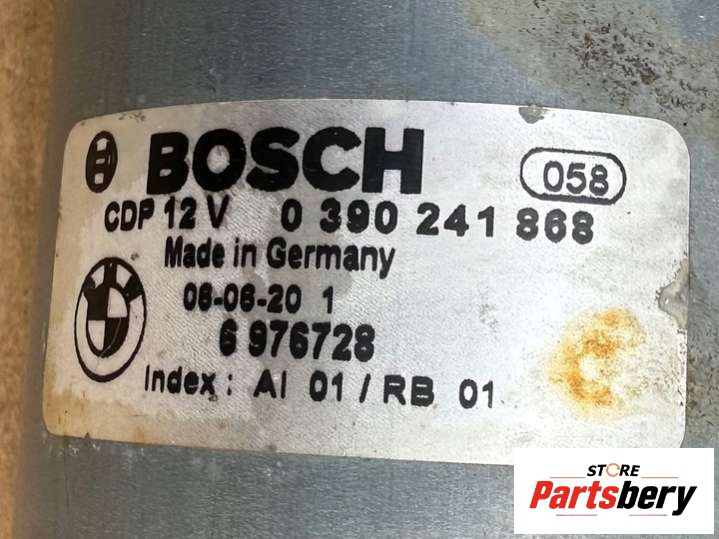 BOSCH
058
CDP 12 V 0 390 241 868
Made in Germany
06-06-20 1
6 976728
Index: AI 01 / RB 01
STORE
Partsbery